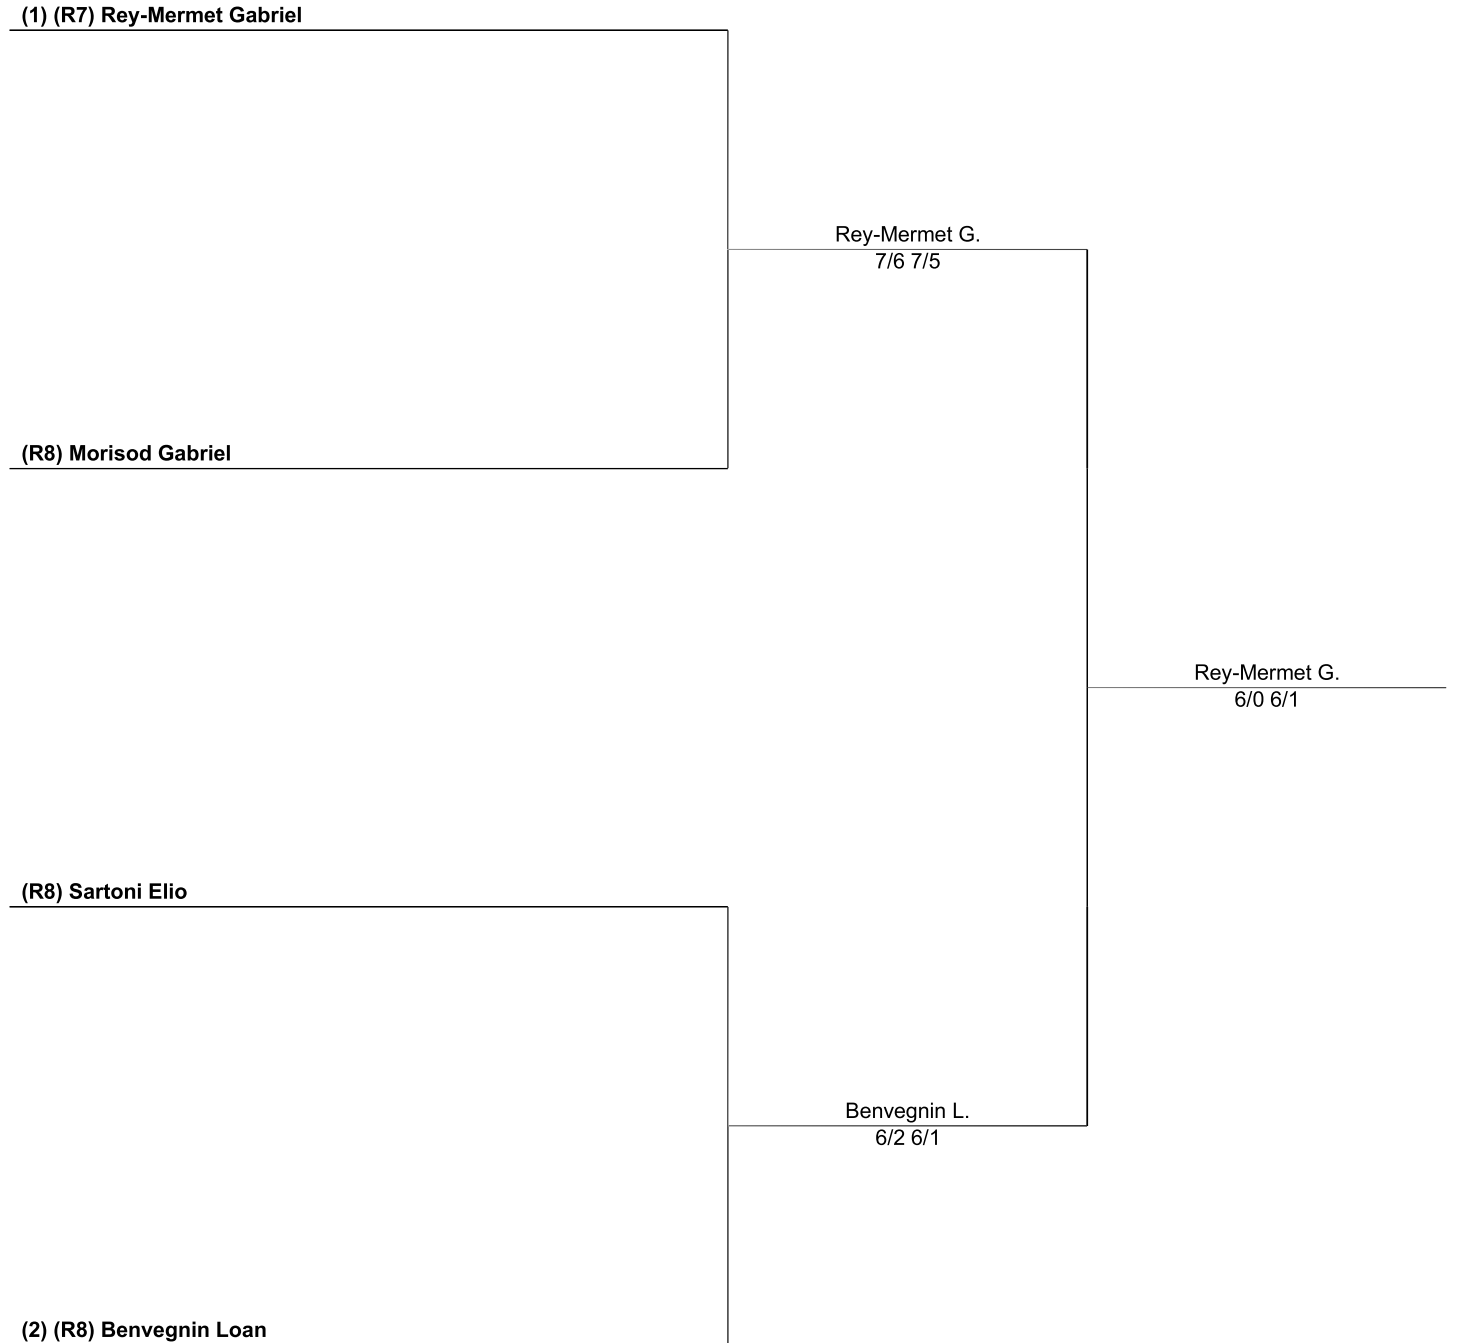 (1) (R7) Rey-Mermet Gabriel
Rey-Mermet G.
7/6 7/5
(R8) Morisod Gabriel
Rey-Mermet G.
6/0 6/1
(R8) Sartoni Elio
Benvegnin L.
6/2 6/1
(2) (R8) Benvegnin Loan